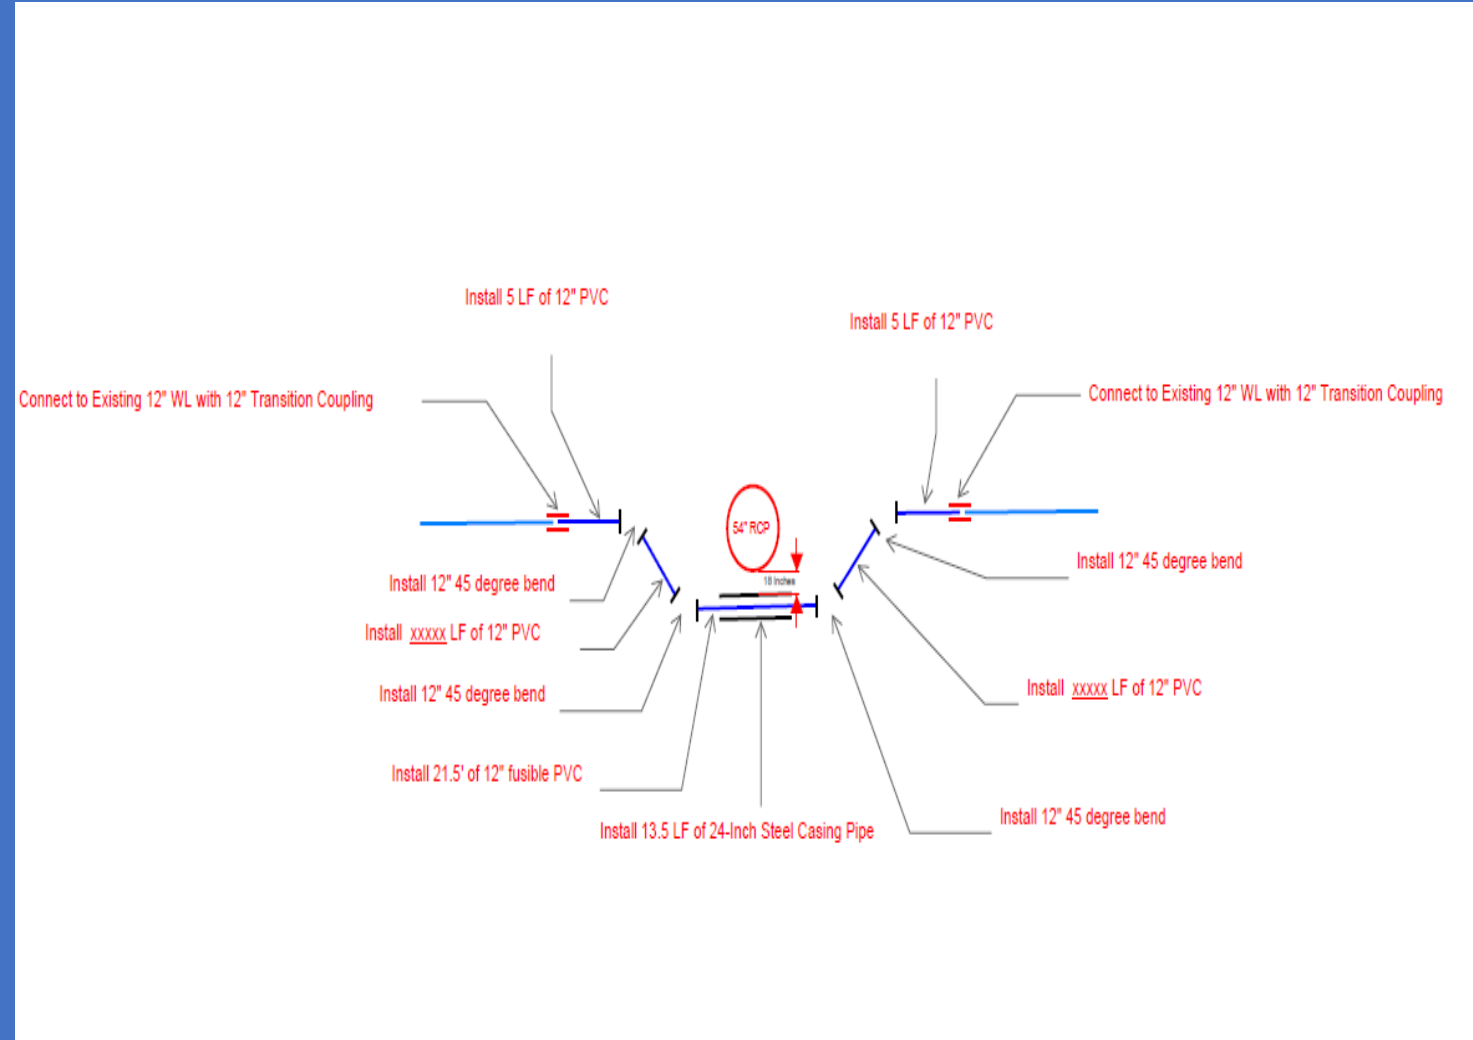 Install 5 LF of 12" PVC
Install 5 LF of 12" PVC
Connect to Existing 12" WL with 12" Transition Coupling
Connect to Existing 12" WL with 12" Transition Coupling
54" RCP
18 Inches
Install 12" 45 degree bend
Install 12" 45 degree bend
Install xxxxx LF of 12" PVC
Install 12" 45 degree bend
Install xxxxx LF of 12" PVC
Install 21.5' of 12" fusible PVC
Install 13.5 LF of 24-Inch Steel Casing Pipe
Install 12" 45 degree bend